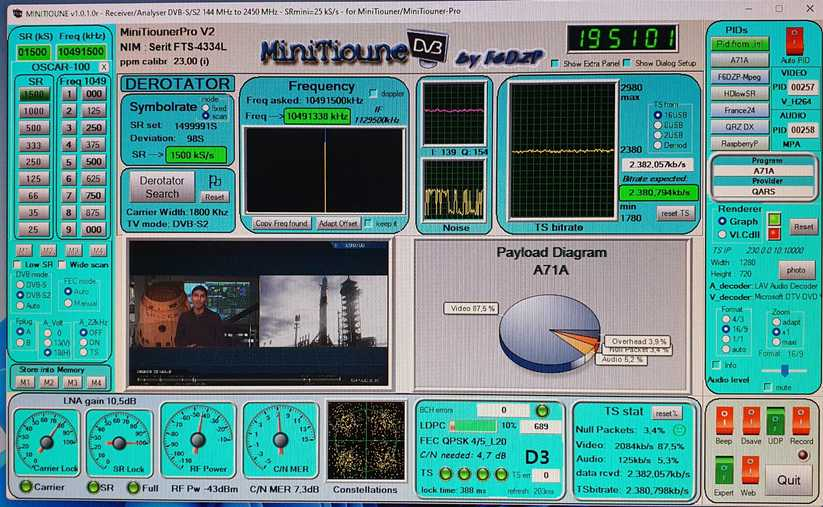 MINITIOUNE v1.0.1.0r - Receiver/Analyser DVB-S/S2 144 MHz to 2450 MHz - SRmini=25 kS/s - for MiniTiouner/MiniTiouner-Pro
SR (kS) Freq (kHz)
01500 10491500
OSCAR-100 X
SR Freq 1049
1500 1 000
1000 2 125
500 3 250
333 4 375
250 5 500
125 6 625
66 7 750
35 8 875
25 9 000
M1 M2 M3 M4
Low SR Wide scan
DVB mode
DVB-S
DVB-S2
Auto
FEC mode
Auto
Manual
Fplug
A
B
A_Volt
0
13(V)
18(H)
A_22kHz
OFF
ON
TS
Store into Memory
M1 M2 M3 M4
MiniTiounerPro V2
NIM : Serit FTS-4334L
ppm calibr 23,00 (i)
MiniTioune DVB by F6DZP
195101
Show Extra Panel Show Dialog Setup
DEROTATOR
Symbolrate
mode
fixed
scan
SR set: 1499991S
Deviation: 98S
SR ---> 1500 kS/s
Derotator
Search
Reset
Carrier Width: 1800 Khz
TV mode: DVB-S2
Frequency
Freq asked: 10491500kHz
doppler
Freq ---> 10491338 kHz
IF
1129500kHz
Copy Freq found Adapt Offset keep it
I: 139 Q: 154
Noise
TS bitrate
2980
max
TS from
16USB
8USB
2USB
Demod
2380
2.382,057kb/s
Bitrate expected
2.380,794kb/s
min
1780
reset TS
Payload Diagram
A71A
Video 87,5 %
Overhead 3,9 %
Null Packet 3,4 %
Audio 5,2 %
PIDs
Pid from list
A71A
F6DZP-Mpeg
HDlowSR
France24
QRZ DX
RaspberryP
Auto PID
VIDEO
PID 00257
V_H264
AUDIO
PID 00258
MPA
Program
A71A
Provider
QARS
Renderer
Graph
VLCdll
Reset
TS IP 230.0.0.10:10000
Width : 1280
Height : 720
photo
A_decoder: LAV Audio Decoder
V_decoder: Microsoft DTV-DVD
Format
4/3
16/9
1/1
auto
Zoom
adapt
x1
maxi
Format 16/9
Info
Audio level
mute
LNA gain 10,5dB
Carrier Lock
SR Lock
RF Power
C/N MER
Carrier
SR
Full
RF Pw -43dBm
C/N MER 7,3dB
Constellations
BCH errors 0
LDPC 10% 689
FEC QPSK 4/5_L20
C/N needed: 4,7 dB
D3
TS
TS err 0
lock time: 388 ms refresh: 203ms
TS stat
reset%
Null Packets: 3,4%
Video: 2084kb/s 87,5%
Audio: 125kb/s 5,3%
data rcvd: 2.382,057kb/s
TSbitrate: 2.380,798kb/s
Beep Dsave UDP Record
Expert Web
Quit